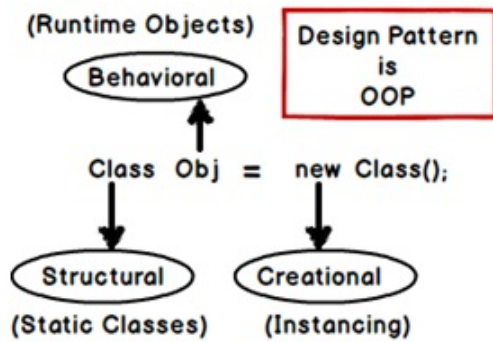 (Runtime Objects)
Behavioral
Design Pattern
is
OOP
Class Obj = new Class();
Structural
Creational
(Static Classes)
(Instancing)